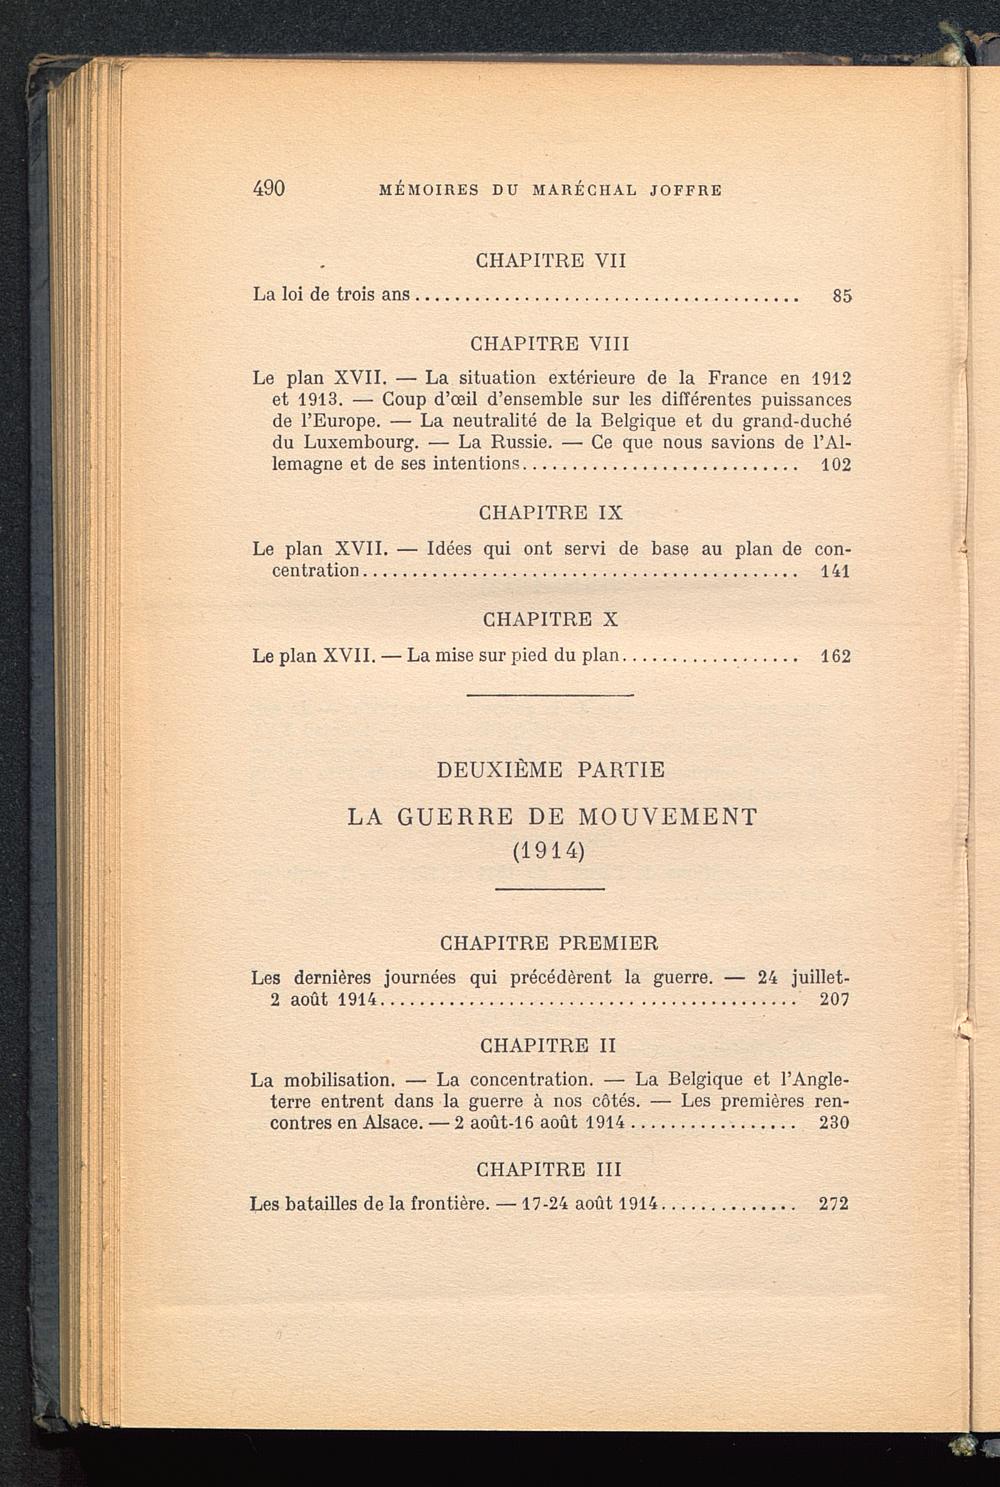 490 MÉMOIRES DU MARÉCHAL JOFFRE
CHAPITRE VII
La loi de trois ans....................................... 85
CHAPITRE VIII
Le plan XVII. — La situation extérieure de la France en 1912
et 1913. — Coup d'œil d'ensemble sur les différentes puissances
de l'Europe. — La neutralité de la Belgique et du grand-duché
du Luxembourg. — La Russie. — Ce que nous savions de l'Al-
lemagne et de ses intentions............................ 102
CHAPITRE IX
Le plan XVII. — Idées qui ont servi de base au plan de con-
centration............................................ 141
CHAPITRE X
Le plan XVII. — La mise sur pied du plan.................. 162
DEUXIÈME PARTIE
LA GUERRE DE MOUVEMENT
(1914)
CHAPITRE PREMIER
Les dernières journées qui précédèrent la guerre. — 24 juillet-
2 août 1914.......................................... 207
CHAPITRE II
La mobilisation. — La concentration. — La Belgique et l'Angle-
terre entrent dans la guerre à nos côtés. — Les premières ren-
contres en Alsace. — 2 août-16 août 1914................. 230
CHAPITRE III
Les batailles de la frontière. — 17-24 août 1914.............. 272